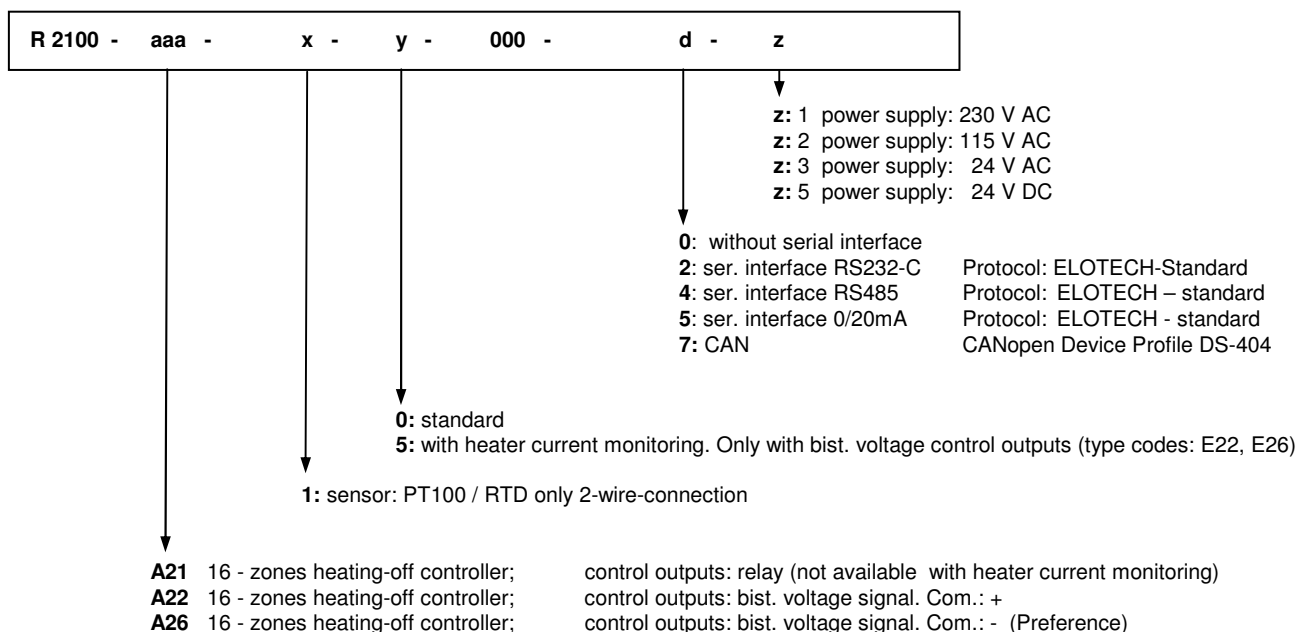 R 2100 - aaa - x - y - 000 - d - z
z: 1 power supply: 230 V AC
z: 2 power supply: 115 V AC
z: 3 power supply: 24 V AC
z: 5 power supply: 24 V DC
0: without serial interface
2: ser. interface RS232-C Protocol: ELOTECH-Standard
4: ser. interface RS485 Protocol: ELOTECH – standard
5: ser. interface 0/20mA Protocol: ELOTECH - standard
7: CAN CANopen Device Profile DS-404
0: standard
5: with heater current monitoring. Only with bist. voltage control outputs (type codes: E22, E26)
1: sensor: PT100 / RTD only 2-wire-connection
A21 16 - zones heating-off controller; control outputs: relay (not available with heater current monitoring)
A22 16 - zones heating-off controller; control outputs: bist. voltage signal. Com.: +
A26 16 - zones heating-off controller; control outputs: bist. voltage signal. Com.: - (Preference)